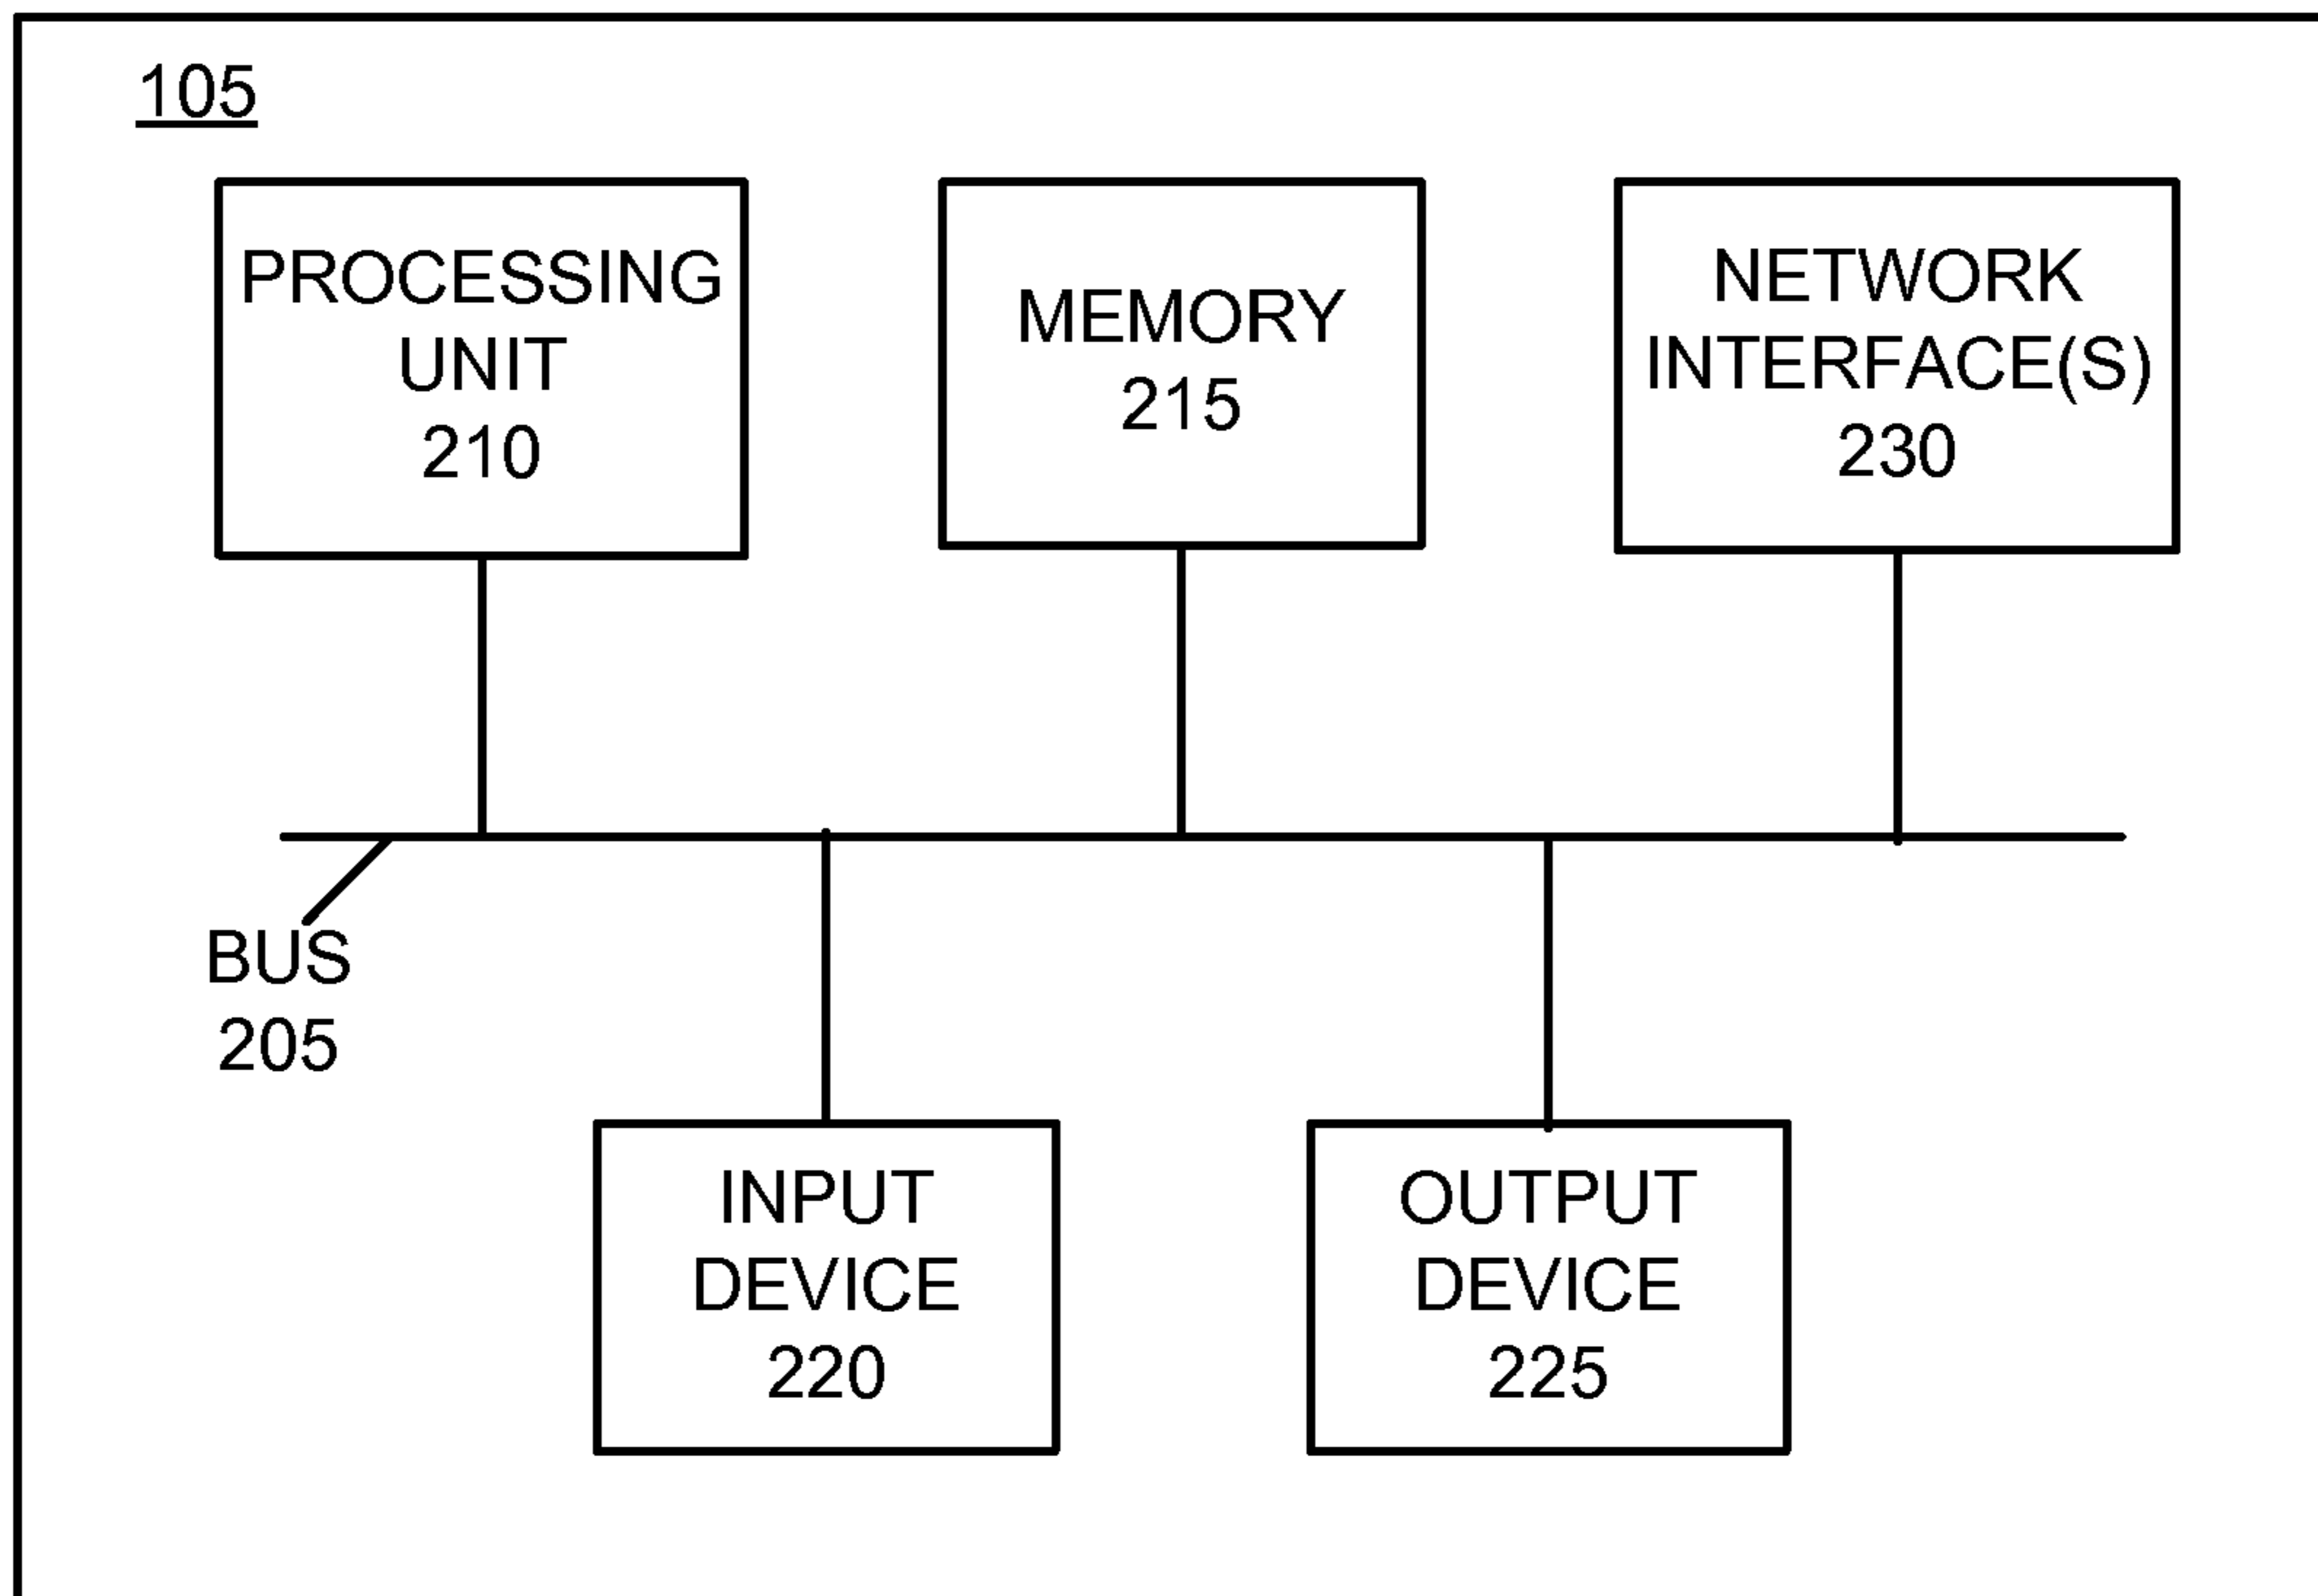 105
PROCESSING
UNIT
210
MEMORY
215
NETWORK
INTERFACE(S)
230
BUS
205
INPUT
DEVICE
220
OUTPUT
DEVICE
225